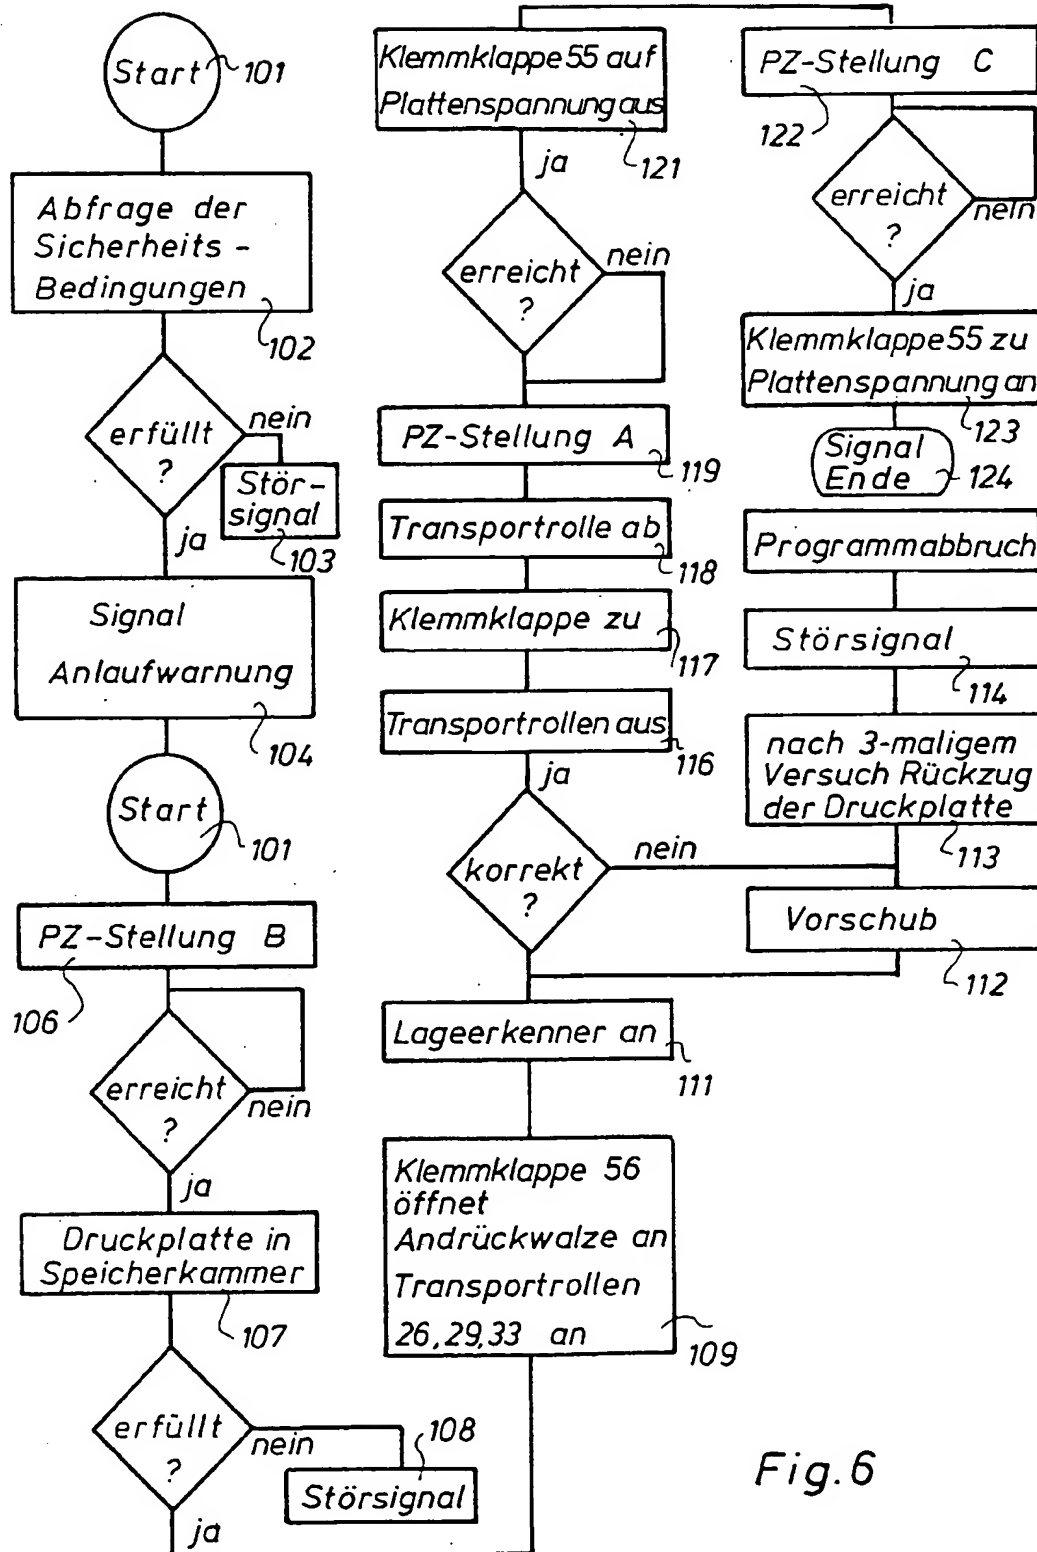 Start
101
Abfrage der
Sicherheits-
Bedingungen
102
erfüllt
?
nein
Stör-
signal
103
ja
Signal
Anlaufwarnung
104
Start
101
PZ-Stellung B
106
erreicht
?
nein
ja
Druckplatte in
Speicherkammer
107
erfüllt
?
nein
108
Störsignal
ja
Klemmklappe 55 auf
Plattenspannung aus
121
ja
erreicht
?
nein
PZ-Stellung A
119
Transportrolle ab
118
Klemmklappe zu
117
Transportrollen aus
116
ja
korrekt
?
nein
Lageerkenner an
111
Klemmklappe 56
öffnet
Andrückwalze an
Transportrollen
26,29,33 an
109
PZ-Stellung C
122
erreicht
?
nein
ja
Klemmklappe 55 zu
Plattenspannung an
123
Signal
Ende
124
Programmabbruch
Störsignal
114
nach 3-maligem
Versuch Rückzug
der Druckplatte
113
Vorschub
112
Fig.6